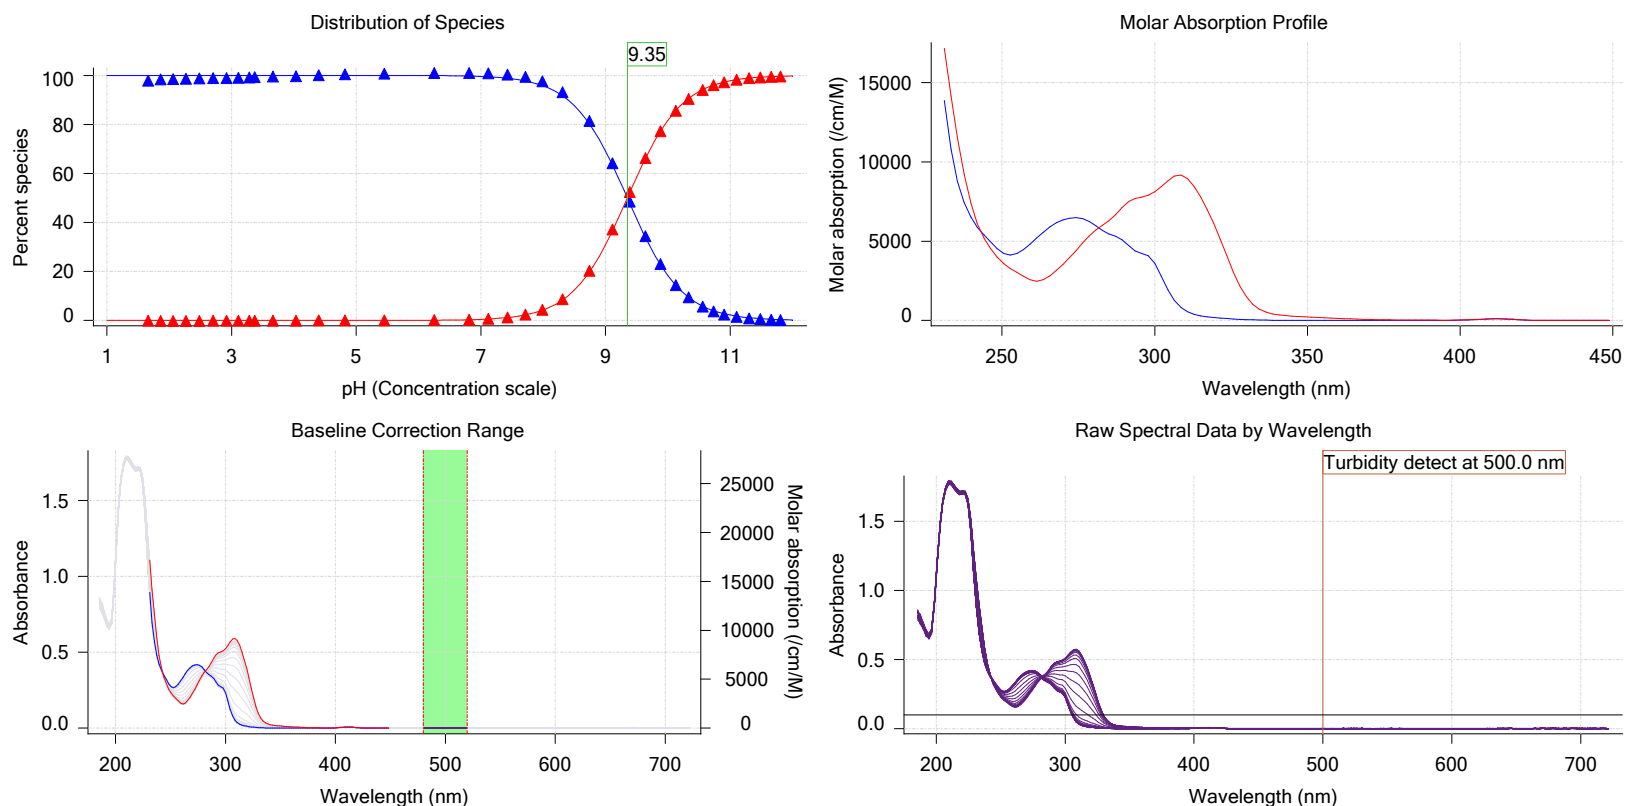 Distribution of Species
9.35
100
80
60
40
20
0
Percent species
1 3 5 7 9 11
pH (Concentration scale)
Molar Absorption Profile
15000
10000
5000
0
Molar absorption (/cm/M)
250 300 350 400 450
Wavelength (nm)
Baseline Correction Range
1.5
1.0
0.5
0.0
Absorbance
25000
20000
15000
10000
5000
0
Molar absorption (/cm/M)
200 300 400 500 600 700
Wavelength (nm)
Raw Spectral Data by Wavelength
Turbidity detect at 500.0 nm
1.5
1.0
0.5
0.0
Absorbance
200 300 400 500 600 700
Wavelength (nm)